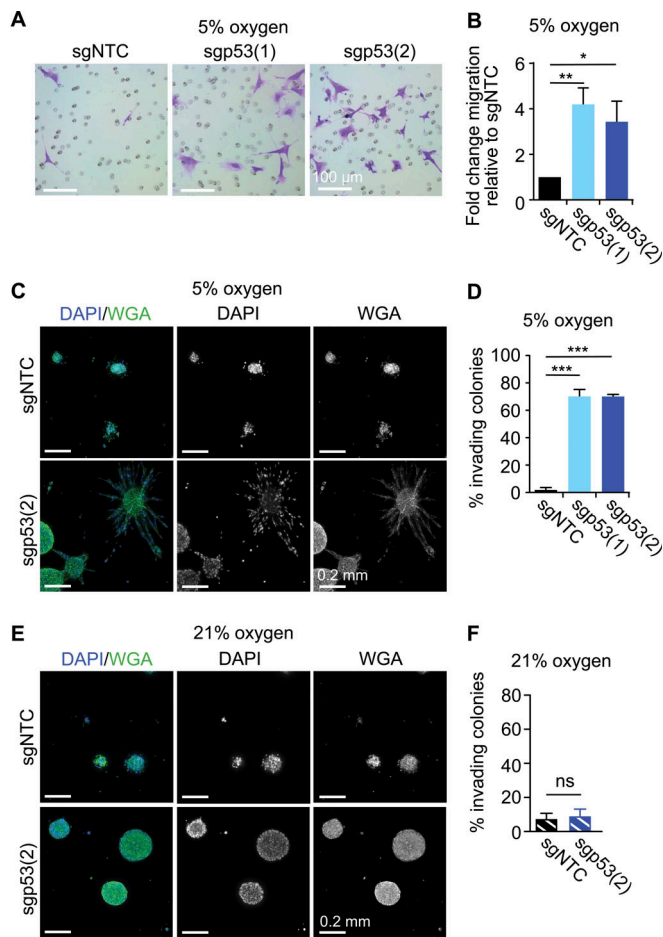 A
5% oxygen
sgNTC
sgp53(1)
sgp53(2)
100 μm
B
5% oxygen
Fold change migration
relative to sgNTC
6
4
2
0
*
**
sgNTC
sgp53(1)
sgp53(2)
C
5% oxygen
DAPI/WGA
DAPI
WGA
sgNTC
sgp53(2)
0.2 mm
D
5% oxygen
% invading colonies
100
80
60
40
20
0
***
***
sgNTC
sgp53(1)
sgp53(2)
E
21% oxygen
DAPI/WGA
DAPI
WGA
sgNTC
sgp53(2)
0.2 mm
F
21% oxygen
% invading colonies
80
60
40
20
0
ns
sgNTC
sgp53(2)